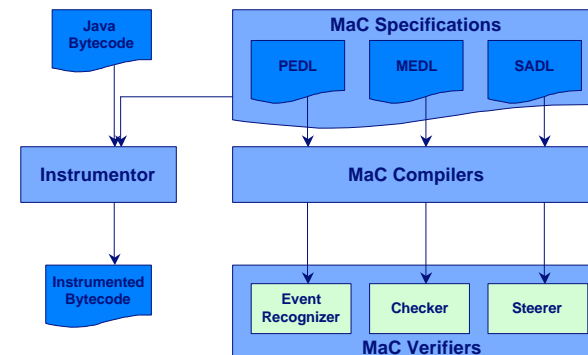 Java
Bytecode
MaC Specifications
PEDL
MEDL
SADL
Instrumentor
MaC Compilers
Instrumented
Bytecode
Event
Recognizer
Checker
Steerer
MaC Verifiers